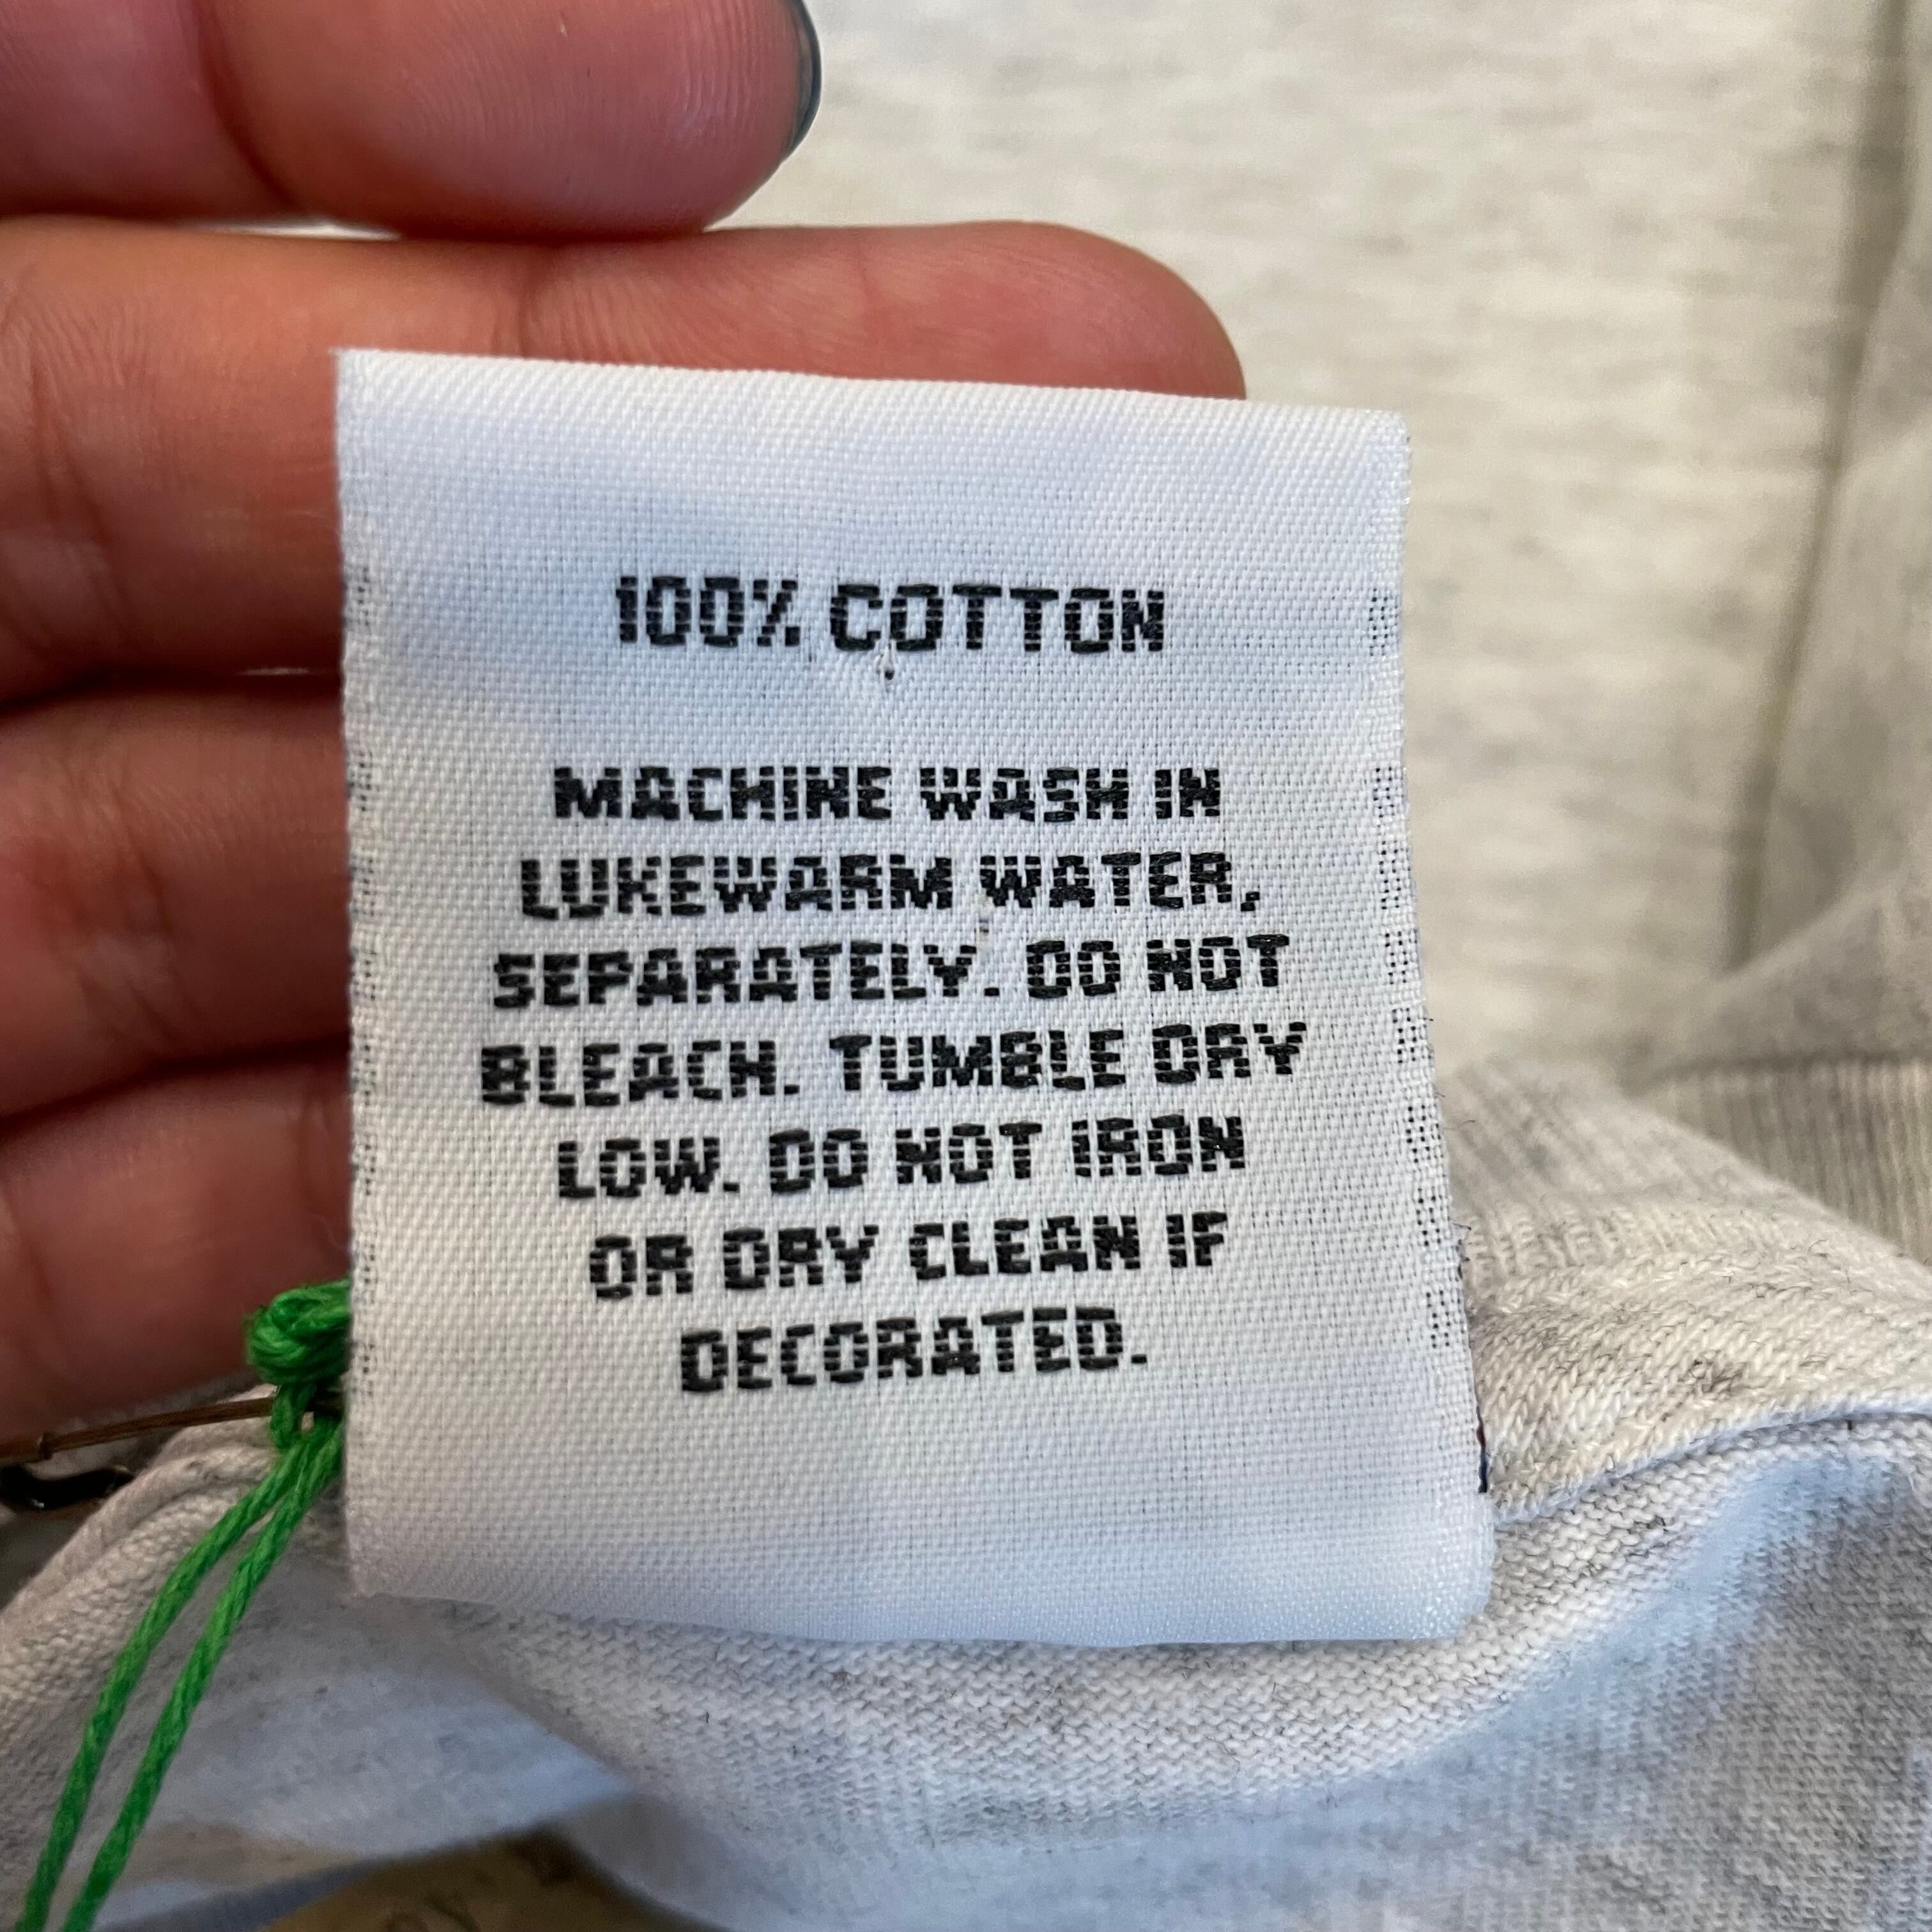 100% COTTON
MACHINE WASH IN
LUKEWARM WATER,
SEPARATELY. DO NOT
BLEACH. TUMBLE DRY
LOW. DO NOT IRON
OR DRY CLEAN IF
DECORATED.